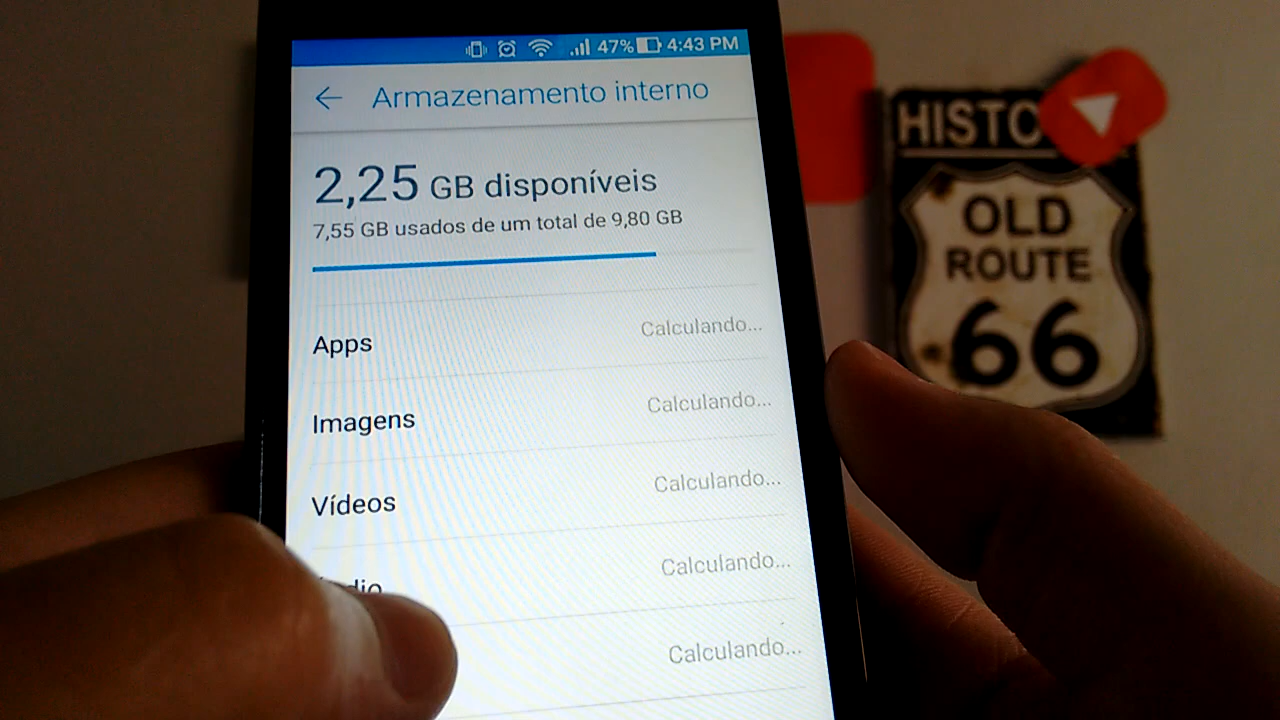 47% 4:43 PM
Armazenamento interno
2,25 GB disponíveis
7,55 GB usados de um total de 9,80 GB
Apps Calculando...
Imagens Calculando...
Vídeos Calculando...
Calculando...
Calculando...
HISTO
OLD
ROUTE
66